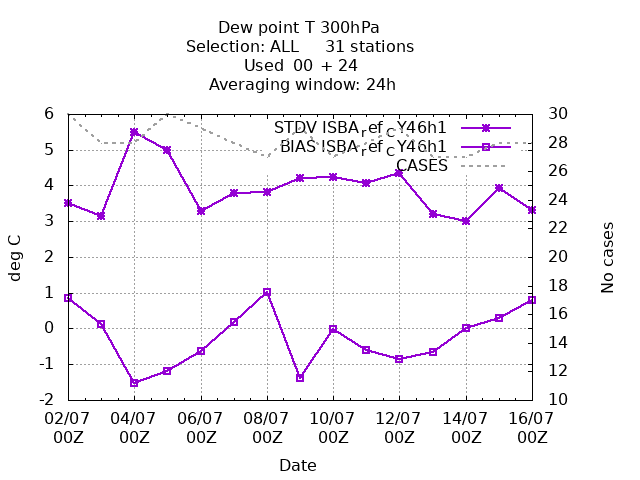 Dew point T 300hPa
Selection: ALL 31 stations
Used 00 + 24
Averaging window: 24h
STDV ISBA_ref_CY46h1
BIAS ISBA_ref_CY46h1
CASES
6
5
4
3
2
1
0
-1
-2
30
28
26
24
22
20
18
16
14
12
10
deg C
No cases
02/07 04/07 06/07 08/07 10/07 12/07 14/07 16/07
00Z 00Z 00Z 00Z 00Z 00Z 00Z 00Z
Date